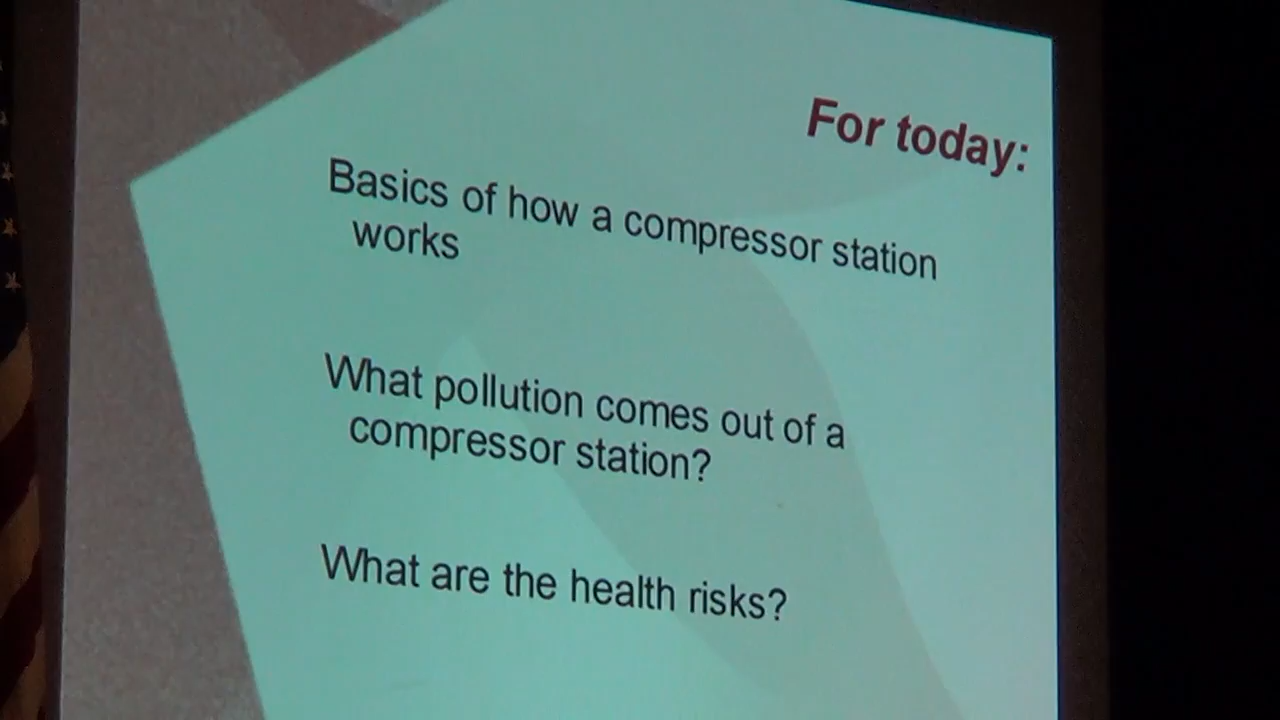 For today:
Basics of how a compressor station
works
What pollution comes out of a
compressor station?
What are the health risks?